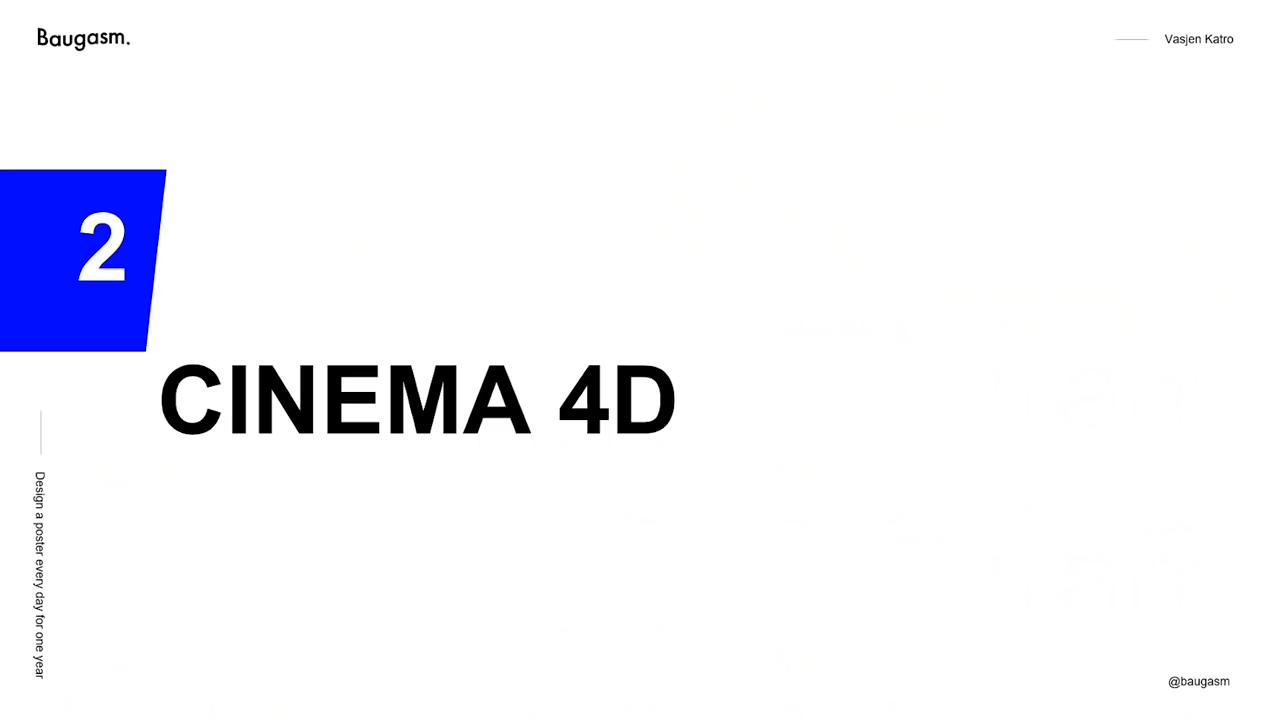 Baugasm.
Vasjen Katro
2
CINEMA 4D
Design a poster every day for one year
@baugasm